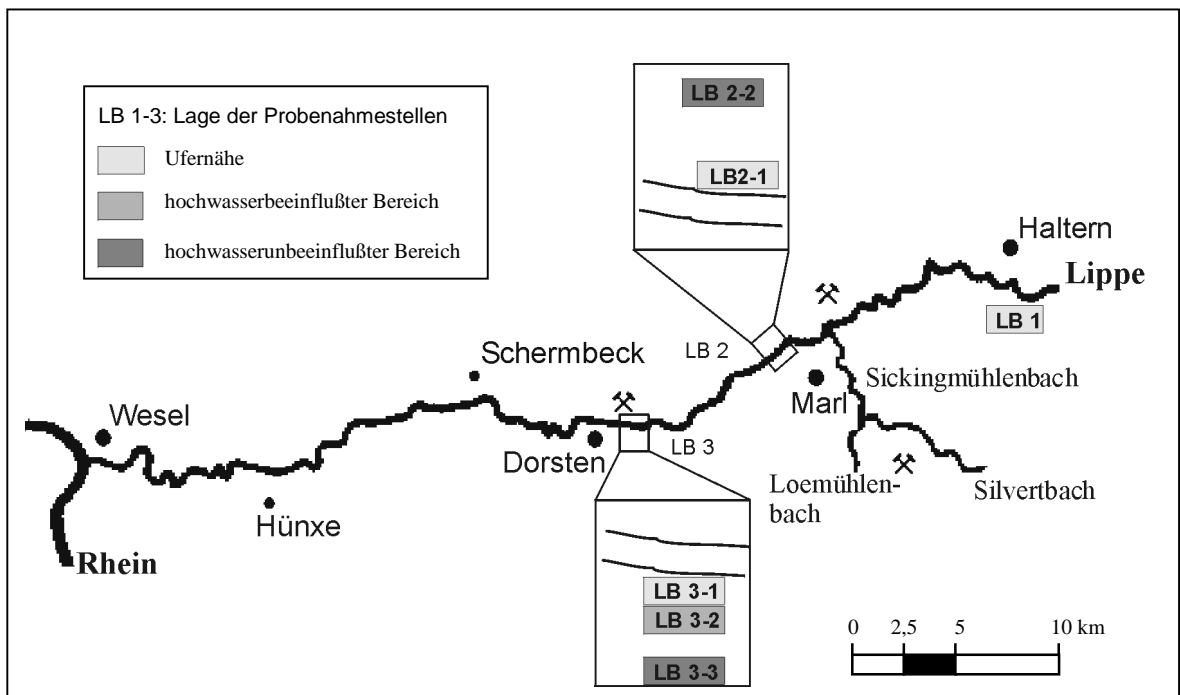 LB 1-3: Lage der Probenahmestellen
Ufernähe
hochwasserbeeinflußter Bereich
hochwasserunbeeinflußter Bereich
LB 2-2
LB2-1
Haltern
Lippe
LB 1
Schermbeck
LB 2
Sickingmühlenbach
Marl
Wesel
LB 3
Dorsten
Loemühlen-
bach
Silvertbach
Hünxe
Rhein
LB 3-1
LB 3-2
LB 3-3
0 2,5 5 10 km